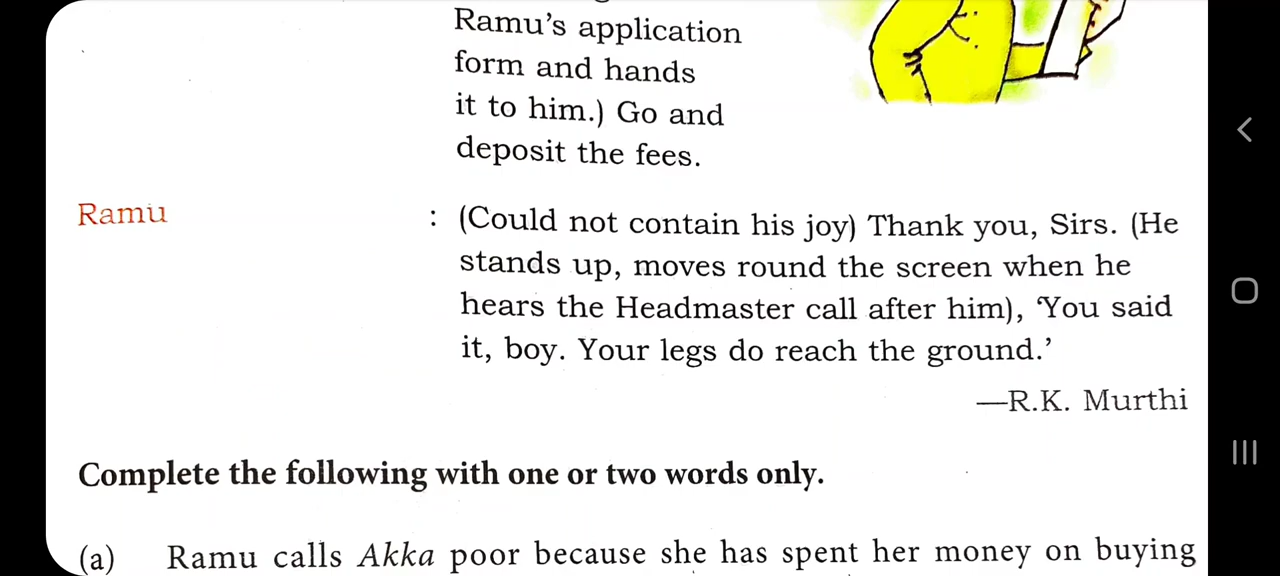 Ramu's application
form and hands
it to him.) Go and
deposit the fees.
Ramu : (Could not contain his joy) Thank you, Sirs. (He
stands up, moves round the screen when he
hears the Headmaster call after him), 'You said
it, boy. Your legs do reach the ground.'
—R.K. Murthi
Complete the following with one or two words only.
(a) Ramu calls Akka poor because she has spent her money on buying